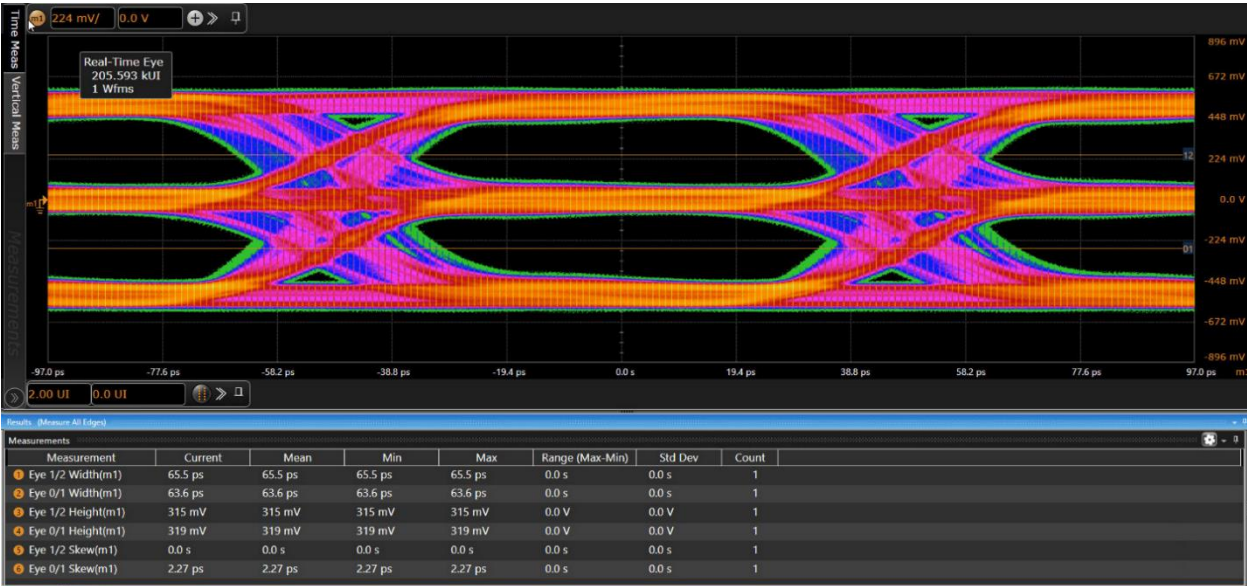 Time Meas
Vertical Meas
Measurements
m1 224 mV/ 0.0 V
Real-Time Eye
205.593 kUI
1 Wfms
896 mV
672 mV
448 mV
12 224 mV
m1 0.0 V
-224 mV
01
-448 mV
-672 mV
-896 mV
-97.0 ps -77.6 ps -58.2 ps -38.8 ps -19.4 ps 0.0 s 19.4 ps 38.8 ps 58.2 ps 77.6 ps 97.0 ps
2.00 UI 0.0 UI
Results (Measure All Edges)
Measurements
Measurement Current Mean Min Max Range (Max-Min) Std Dev Count
1 Eye 1/2 Width(m1) 65.5 ps 65.5 ps 65.5 ps 65.5 ps 0.0 s 0.0 s 1
2 Eye 0/1 Width(m1) 63.6 ps 63.6 ps 63.6 ps 63.6 ps 0.0 s 0.0 s 1
3 Eye 1/2 Height(m1) 315 mV 315 mV 315 mV 315 mV 0.0 V 0.0 V 1
4 Eye 0/1 Height(m1) 319 mV 319 mV 319 mV 319 mV 0.0 V 0.0 V 1
5 Eye 1/2 Skew(m1) 0.0 s 0.0 s 0.0 s 0.0 s 0.0 s 0.0 s 1
6 Eye 0/1 Skew(m1) 2.27 ps 2.27 ps 2.27 ps 2.27 ps 0.0 s 0.0 s 1